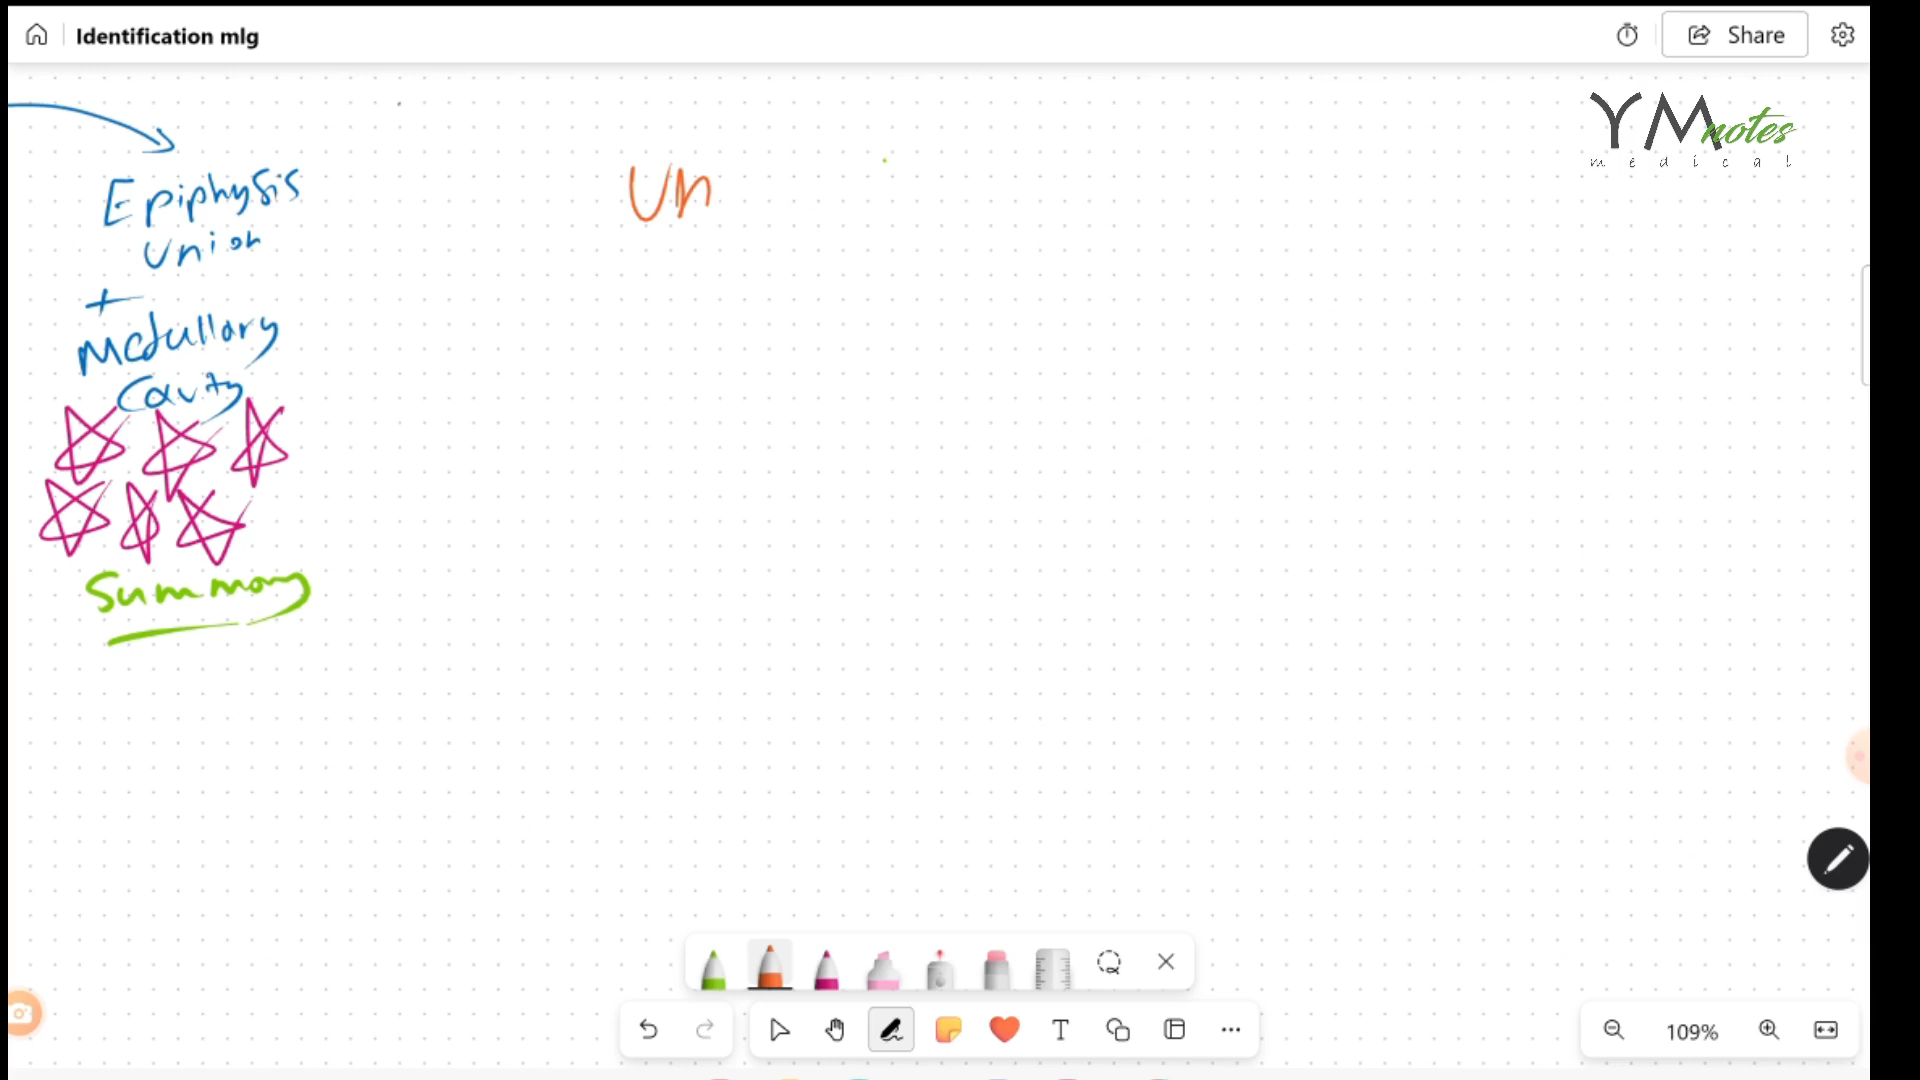 Identification mlg
Share
YM notes
medical
Epiphysis
Union
+
Medullary
Cavity
Un
Summary
109%